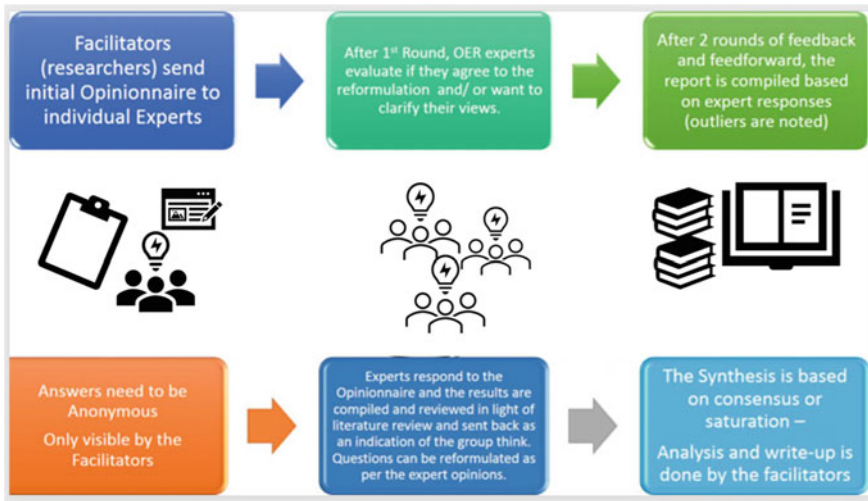 Facilitators
(researchers) send
initial Opinionnaire to
individual Experts
After 1st Round, OER experts
evaluate if they agree to the
reformulation and/ or want to
clarify their views.
After 2 rounds of feedback
and feedforward, the
report is compiled based
on expert responses
(outliers are noted)
Answers need to be
Anonymous
Only visible by the
Facilitators
Experts respond to the
Opinionnaire and the results are
compiled and reviewed in light of
literature review and sent back as
an indication of the group think.
Questions can be reformulated as
per the expert opinions.
The Synthesis is based
on consensus or
saturation –
Analysis and write-up is
done by the facilitators